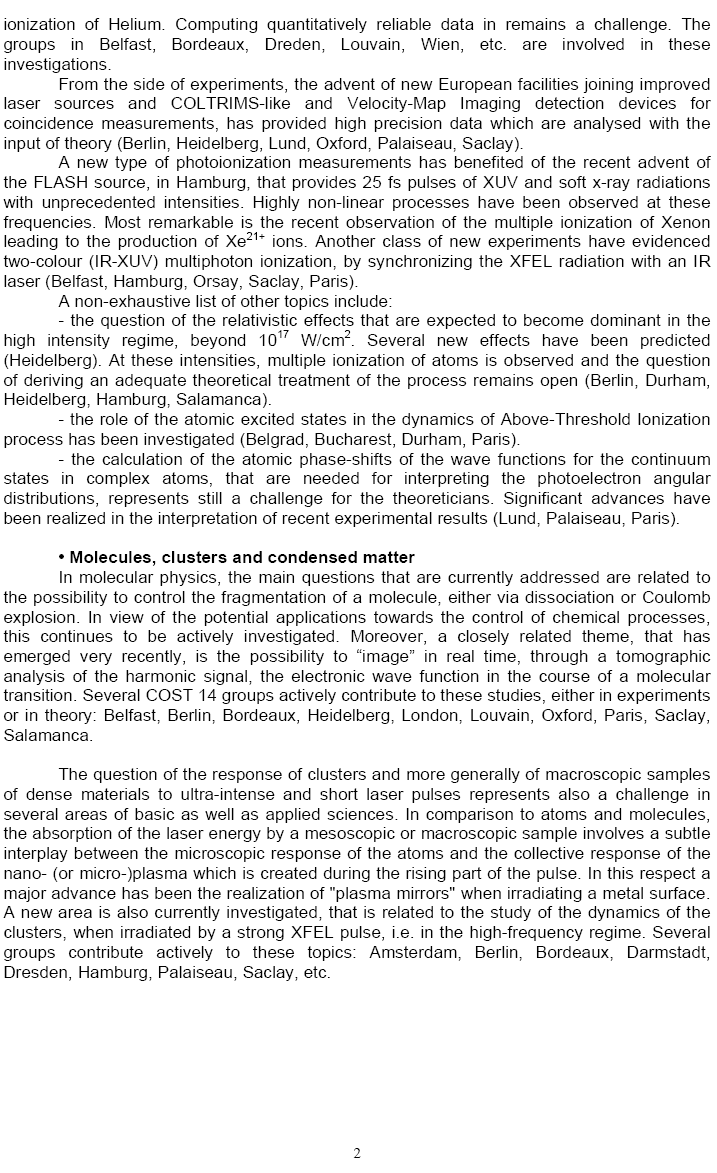 ionization of Helium. Computing quantitatively reliable data in remains a challenge. The
groups in Belfast, Bordeaux, Dreden, Louvain, Wien, etc. are involved in these
investigations.
From the side of experiments, the advent of new European facilities joining improved
laser sources and COLTRIMS-like and Velocity-Map Imaging detection devices for
coincidence measurements, has provided high precision data which are analysed with the
input of theory (Berlin, Heidelberg, Lund, Oxford, Palaiseau, Saclay).
A new type of photoionization measurements has benefited of the recent advent of
the FLASH source, in Hamburg, that provides 25 fs pulses of XUV and soft x-ray radiations
with unprecedented intensities. Highly non-linear processes have been observed at these
frequencies. Most remarkable is the recent observation of the multiple ionization of Xenon
leading to the production of Xe²¹⁺ ions. Another class of new experiments have evidenced
two-colour (IR-XUV) multiphoton ionization, by synchronizing the XFEL radiation with an IR
laser (Belfast, Hamburg, Orsay, Saclay, Paris).
A non-exhaustive list of other topics include:
- the question of the relativistic effects that are expected to become dominant in the
high intensity regime, beyond 10¹⁷ W/cm². Several new effects have been predicted
(Heidelberg). At these intensities, multiple ionization of atoms is observed and the question
of deriving an adequate theoretical treatment of the process remains open (Berlin, Durham,
Heidelberg, Hamburg, Salamanca).
- the role of the atomic excited states in the dynamics of Above-Threshold Ionization
process has been investigated (Belgrad, Bucharest, Durham, Paris).
- the calculation of the atomic phase-shifts of the wave functions for the continuum
states in complex atoms, that are needed for interpreting the photoelectron angular
distributions, represents still a challenge for the theoreticians. Significant advances have
been realized in the interpretation of recent experimental results (Lund, Palaiseau, Paris).
• Molecules, clusters and condensed matter
In molecular physics, the main questions that are currently addressed are related to
the possibility to control the fragmentation of a molecule, either via dissociation or Coulomb
explosion. In view of the potential applications towards the control of chemical processes,
this continues to be actively investigated. Moreover, a closely related theme, that has
emerged very recently, is the possibility to “image” in real time, through a tomographic
analysis of the harmonic signal, the electronic wave function in the course of a molecular
transition. Several COST 14 groups actively contribute to these studies, either in experiments
or in theory: Belfast, Berlin, Bordeaux, Heidelberg, London, Louvain, Oxford, Paris, Saclay,
Salamanca.
The question of the response of clusters and more generally of macroscopic samples
of dense materials to ultra-intense and short laser pulses represents also a challenge in
several areas of basic as well as applied sciences. In comparison to atoms and molecules,
the absorption of the laser energy by a mesoscopic or macroscopic sample involves a subtle
interplay between the microscopic response of the atoms and the collective response of the
nano- (or micro-)plasma which is created during the rising part of the pulse. In this respect a
major advance has been the realization of "plasma mirrors" when irradiating a metal surface.
A new area is also currently investigated, that is related to the study of the dynamics of the
clusters, when irradiated by a strong XFEL pulse, i.e. in the high-frequency regime. Several
groups contribute actively to these topics: Amsterdam, Berlin, Bordeaux, Darmstadt,
Dresden, Hamburg, Palaiseau, Saclay, etc.
2